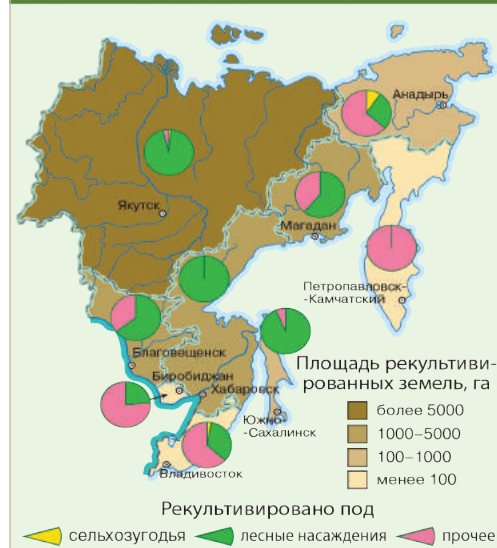 Анадырь
Якутск
Магадан
Петропавловск-
-Камчатский
Благовещенск
Биробиджан
Хабаровск
Южно-
-Сахалинск
Владивосток
Площадь рекультиви-
рованных земель, га
более 5000
1000–5000
100–1000
менее 100
Рекультивировано под
сельхозугодья лесные насаждения прочее